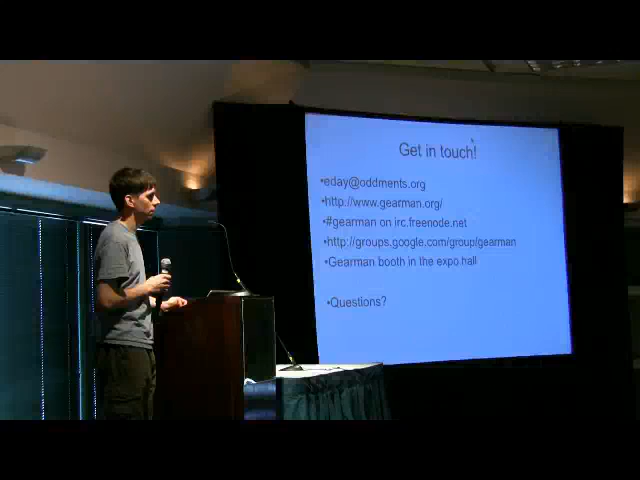 Get in touch!
•eday@oddments.org
•http://www.gearman.org/
•#gearman on irc.freenode.net
•http://groups.google.com/group/gearman
•Gearman booth in the expo hall
•Questions?